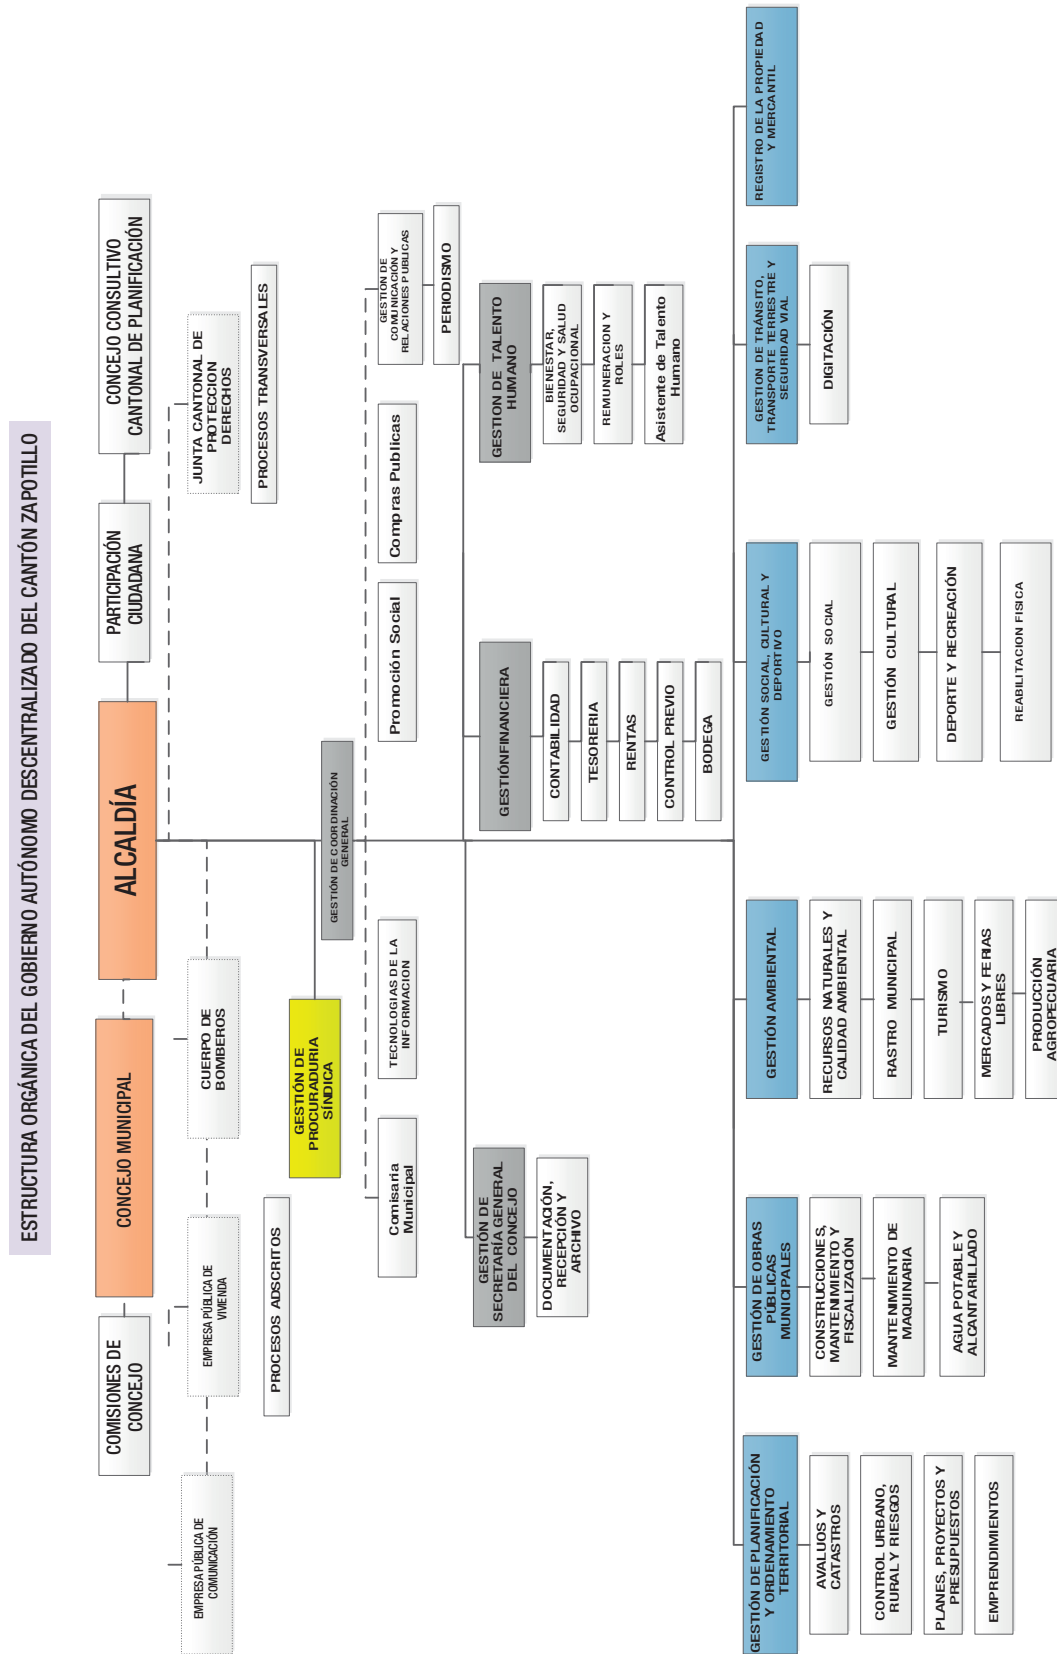 ESTRUCTURA ORGÁNICA DEL GOBIERNO AUTÓNOMO DESCENTRALIZADO DEL CANTÓN ZAPOTILLO
COMISIONES DE
CONCEJO
CONCEJO MUNICIPAL
ALCALDÍA
PARTICIPACIÓN
CIUDADANA
CONCEJO CONSULTIVO
CANTONAL DE PLANIFICACIÓN
EMPRESA PÚBLICA DE
COMUNICACIÓN
EMPRESA PÚBLICA DE
VIVIENDA
CUERPO DE
BOMBEROS
JUNTA CANTONAL DE
PROTECCION
DERECHOS
PROCESOS ADSCRITOS
PROCESOS TRANSVERSALES
GESTIÓN DE
PROCURADURIA
SÍNDICA
GESTIÓN DE COORDINACIÓN
GENERAL
Comisaria
Municipal
TECNOLOGIAS DE LA
INFORMACION
Promoción Social
Compras Publicas
GESTION DE
COMUNICACIÓN Y
RELACIONES PUBLICAS
PERIODISMO
GESTIÓN DE
SECRETARÍA GENERAL
DEL CONCEJO
DOCUMENTACIÓN,
RECEPCIÓN Y
ARCHIVO
GESTIÓN FINANCIERA
CONTABILIDAD
TESORERIA
RENTAS
CONTROL PREVIO
BODEGA
GESTION DE TALENTO
HUMANO
BIENESTAR,
SEGURIDAD Y SALUD
OCUPACIONAL
REMUNERACION Y
ROLES
Asistente de Talento
Humano
GESTIÓN DE PLANIFICACIÓN
Y ORDENAMIENTO
TERRITORIAL
AVALUOS Y
CATASTROS
CONTROL URBANO,
RURAL Y RIESGOS
PLANES, PROYECTOS Y
PRESUPUESTOS
EMPRENDIMIENTOS
GESTIÓN DE OBRAS
PÚBLICAS
MUNICIPALES
CONSTRUCCIONES,
MANTENIMIENTO Y
FISCALIZACIÓN
MANTENIMIENTO DE
MAQUINARIA
AGUA POTABLE Y
ALCANTARILLADO
GESTIÓN AMBIENTAL
RECURSOS NATURALES Y
CALIDAD AMBIENTAL
RASTRO MUNICIPAL
TURISMO
MERCADOS Y FERIAS
LIBRES
PRODUCCIÓN
AGROPECUARIA
GESTIÓN SOCIAL, CULTURAL Y
DEPORTIVO
GESTIÓN SOCIAL
GESTIÓN CULTURAL
DEPORTE Y RECREACIÓN
REABILITACION FISICA
GESTION DE TRÁNSITO,
TRANSPORTE TERRESTRE Y
SEGURIDAD VIAL
DIGITACIÓN
REGISTRO DE LA PROPIEDAD
Y MERCANTIL